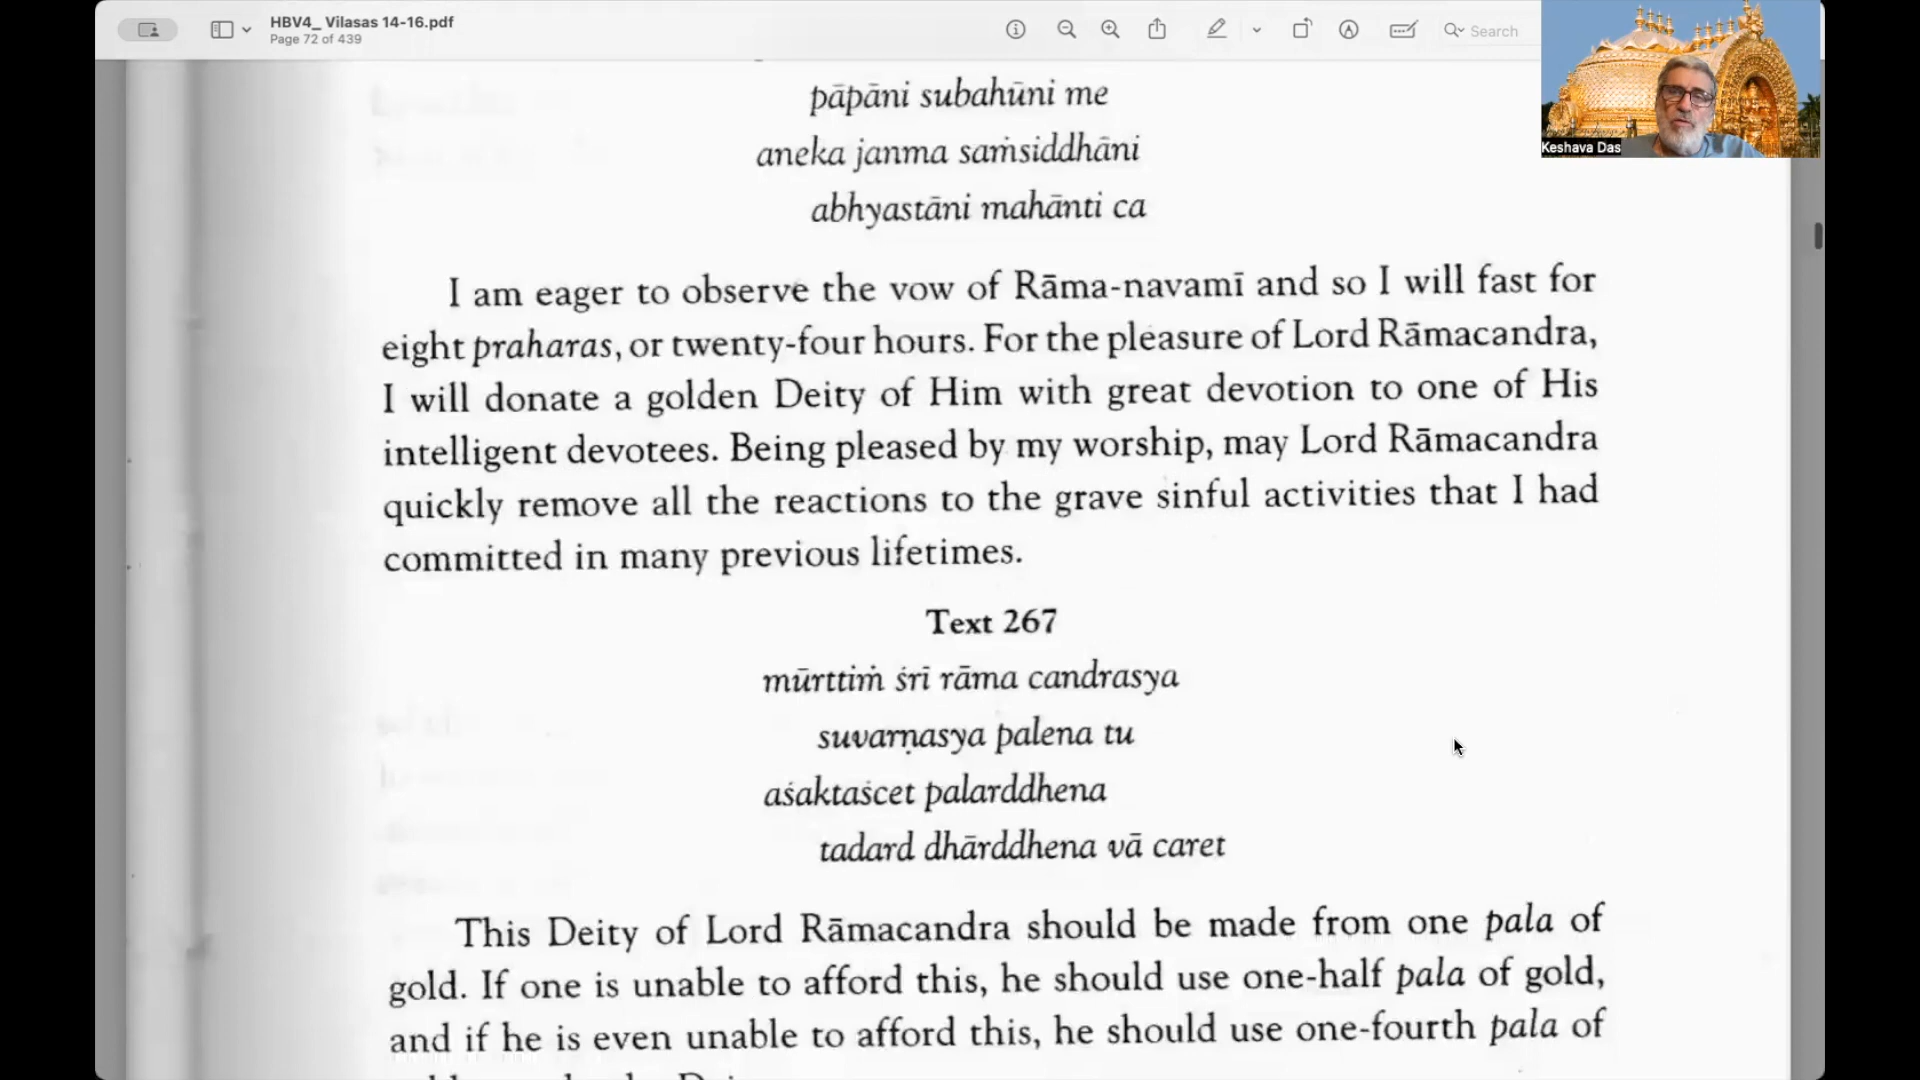 HBV4_ Vilasas 14-16.pdf
Page 72 of 439
Search
Keshava Das
pāpāni subahūni me
aneka janma saṁsiddhāni
abhyastāni mahānti ca
I am eager to observe the vow of Rāma-navamī and so I will fast for
eight praharas, or twenty-four hours. For the pleasure of Lord Rāmacandra,
I will donate a golden Deity of Him with great devotion to one of His
intelligent devotees. Being pleased by my worship, may Lord Rāmacandra
quickly remove all the reactions to the grave sinful activities that I had
committed in many previous lifetimes.
Text 267
mūrttiṁ śrī rāma candrasya
suvarṇasya palena tu
aśaktaścet palarddhena
tadard dhārddhena vā caret
This Deity of Lord Rāmacandra should be made from one pala of
gold. If one is unable to afford this, he should use one-half pala of gold,
and if he is even unable to afford this, he should use one-fourth pala of